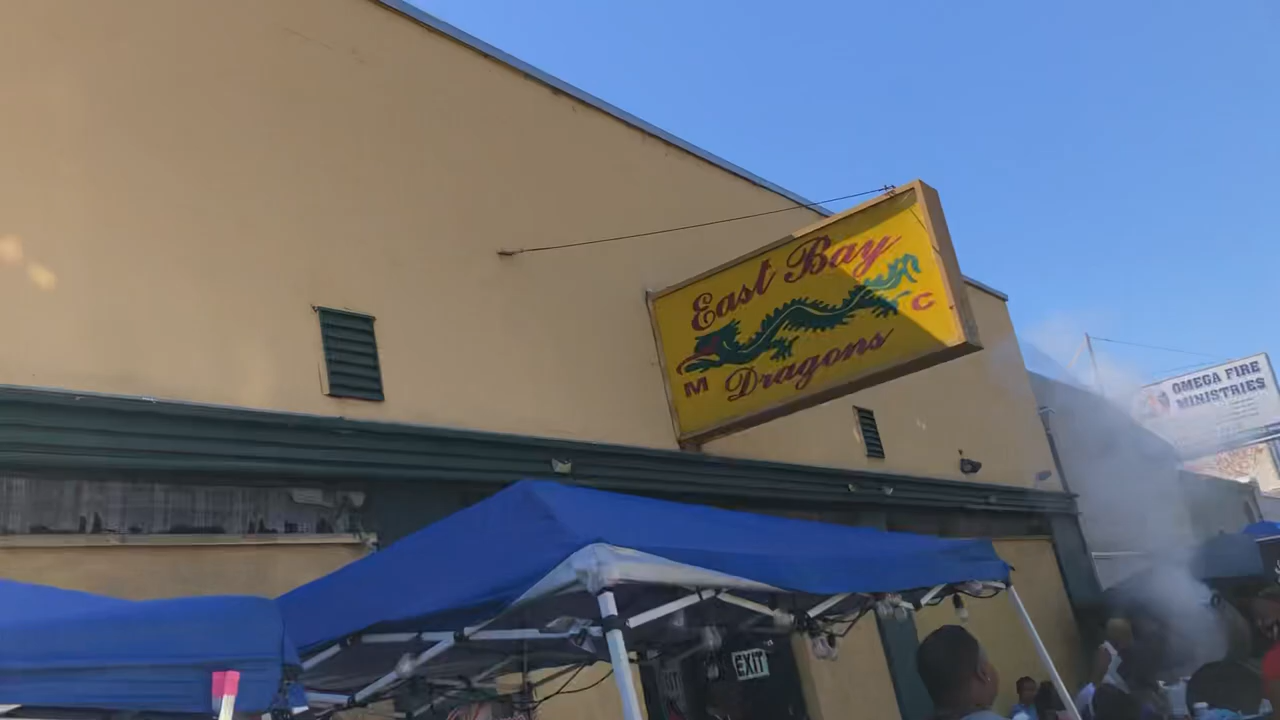 East Bay
M C
Dragons
OMEGA FIRE
MINISTRIES
EXIT